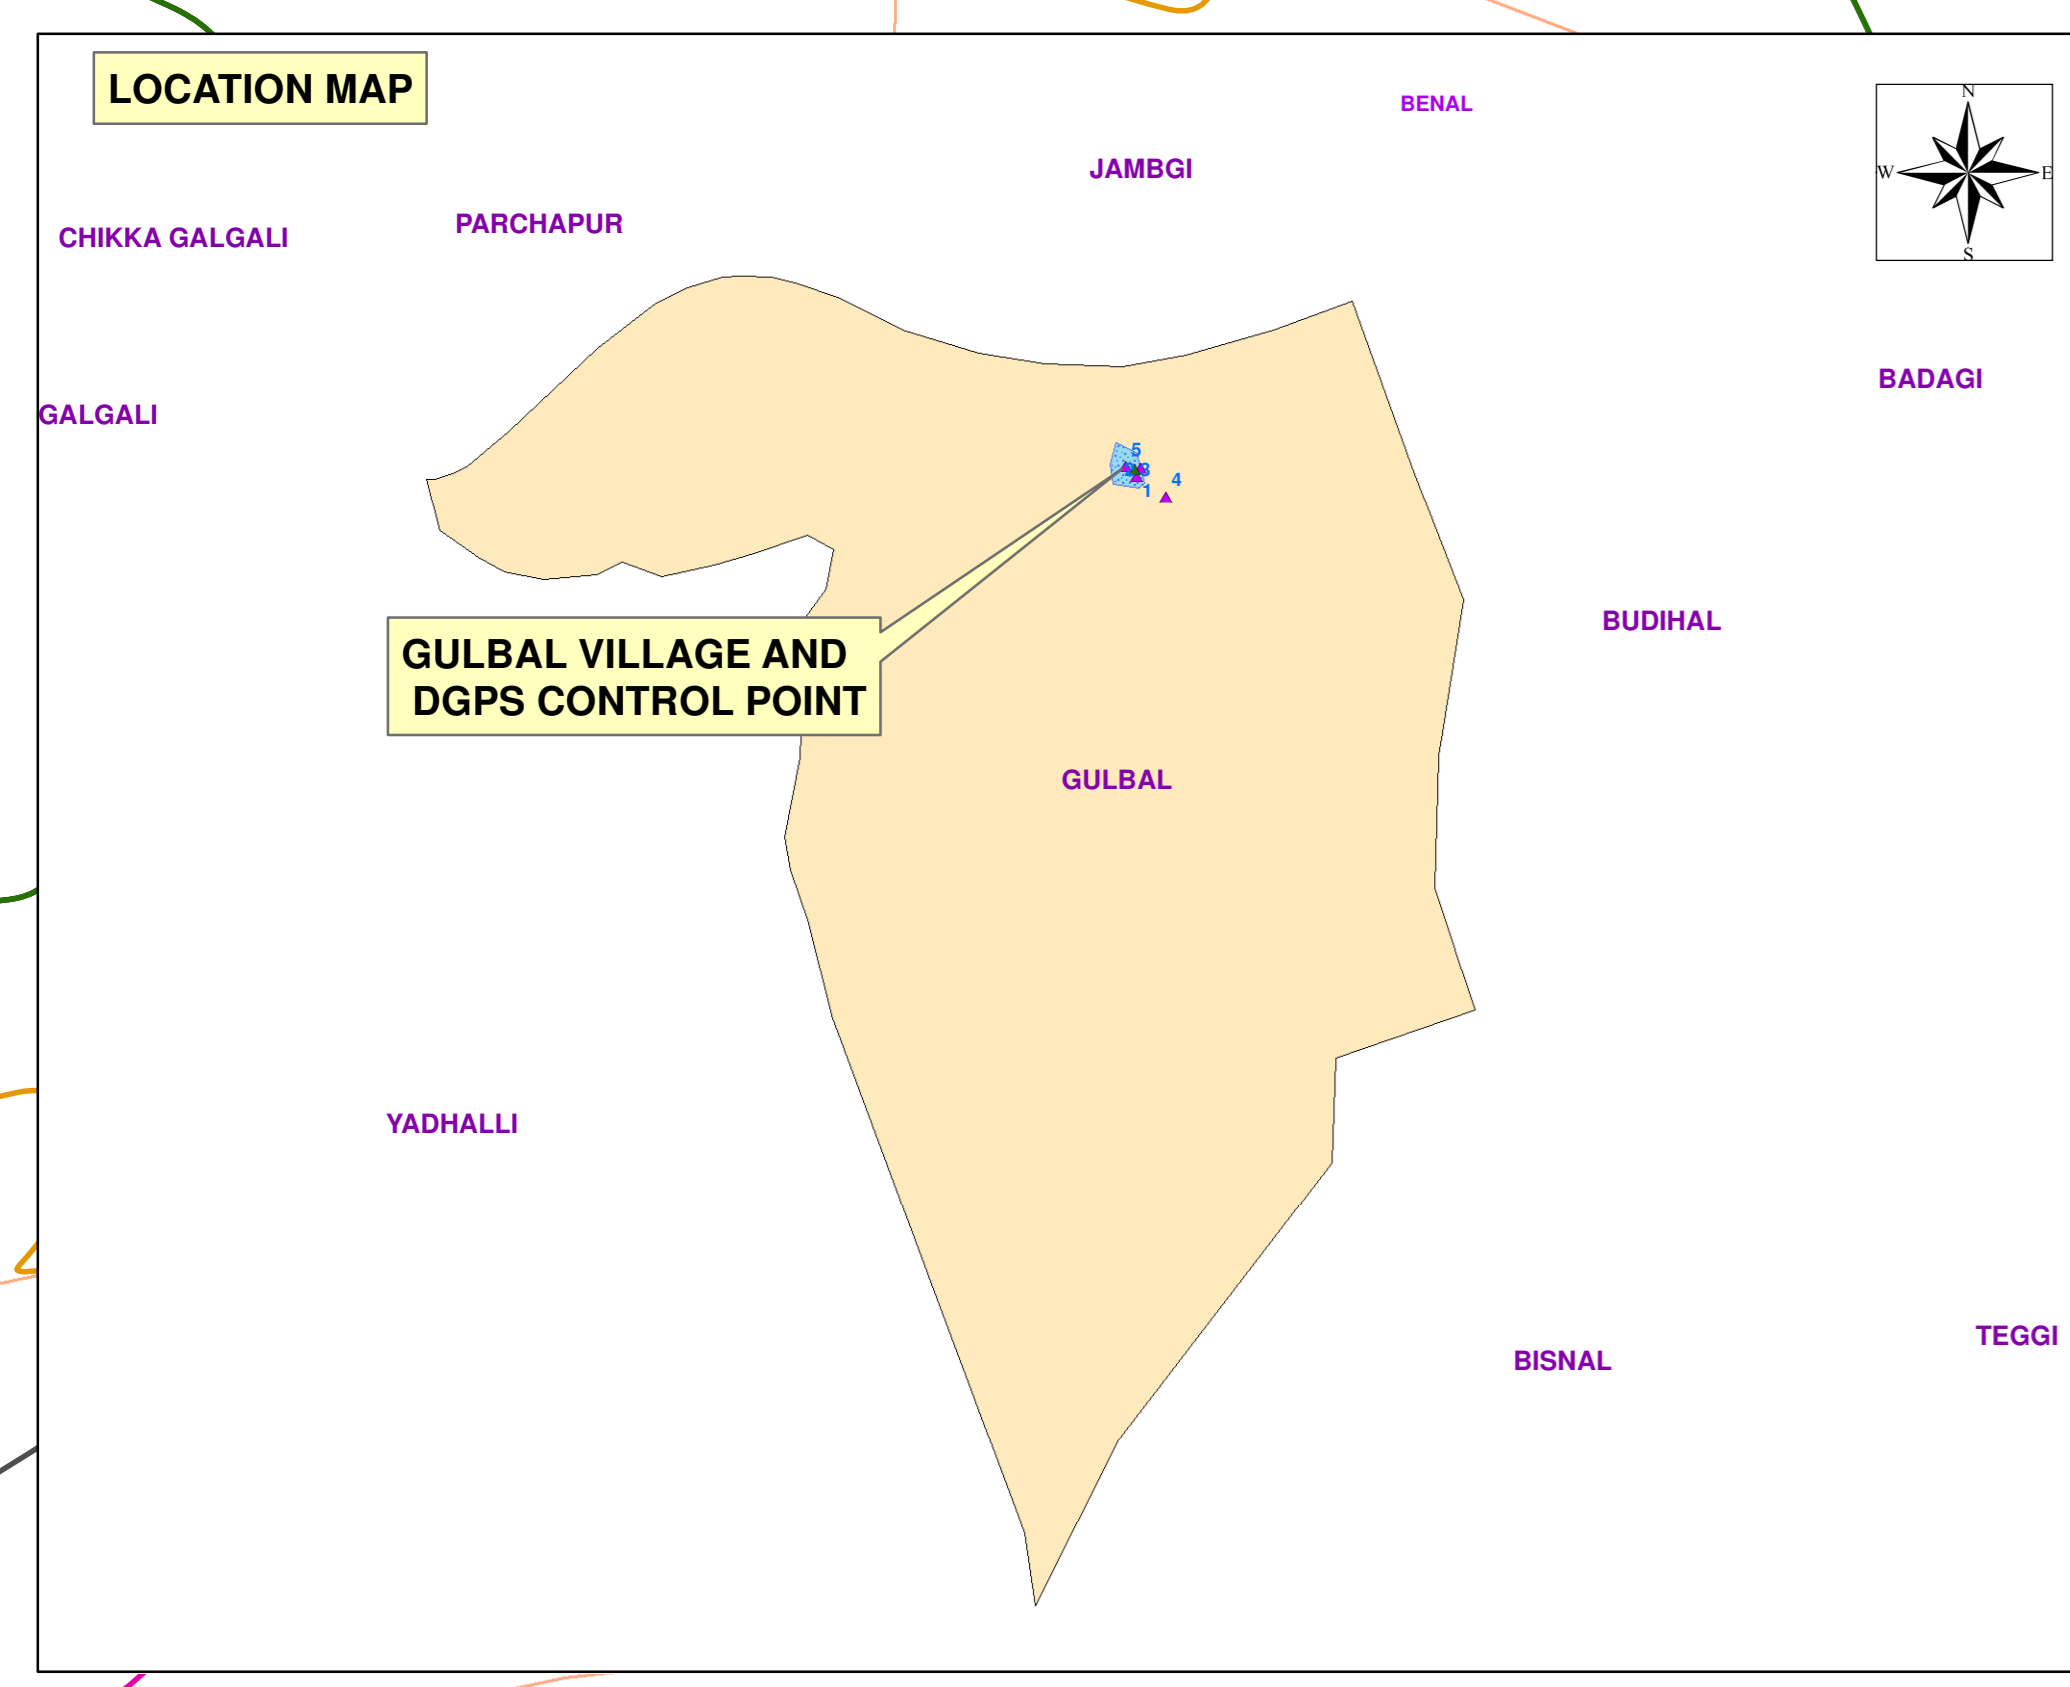 LOCATION MAP
BENAL
N
JAMBGI
W
E
PARCHAPUR
CHIKKA GALGALI
S
BADAGI
GALGALI
5
3
4
1
BUDIHAL
GULBAL VILLAGE AND
DGPS CONTROL POINT
GULBAL
YADHALLI
TEGGI
BISNAL